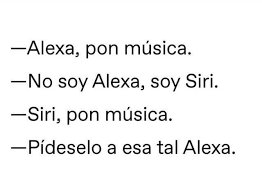 —Alexa, pon música.
—No soy Alexa, soy Siri.
—Siri, pon música.
—Pídeselo a esa tal Alexa.